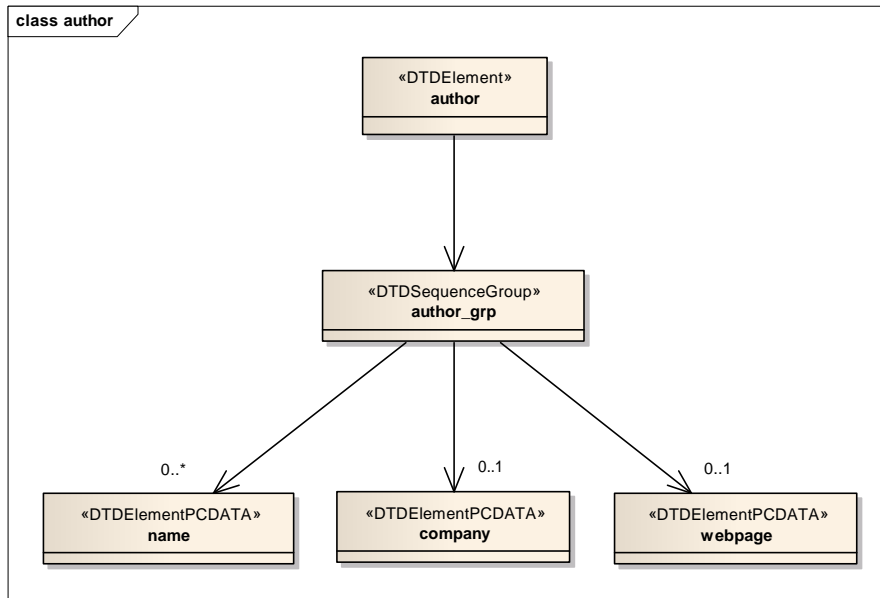 class author
«DTDElement»
author
«DTDSequenceGroup»
author_grp
0..*
0..1
0..1
«DTDElementPCDATA»
name
«DTDElementPCDATA»
company
«DTDElementPCDATA»
webpage